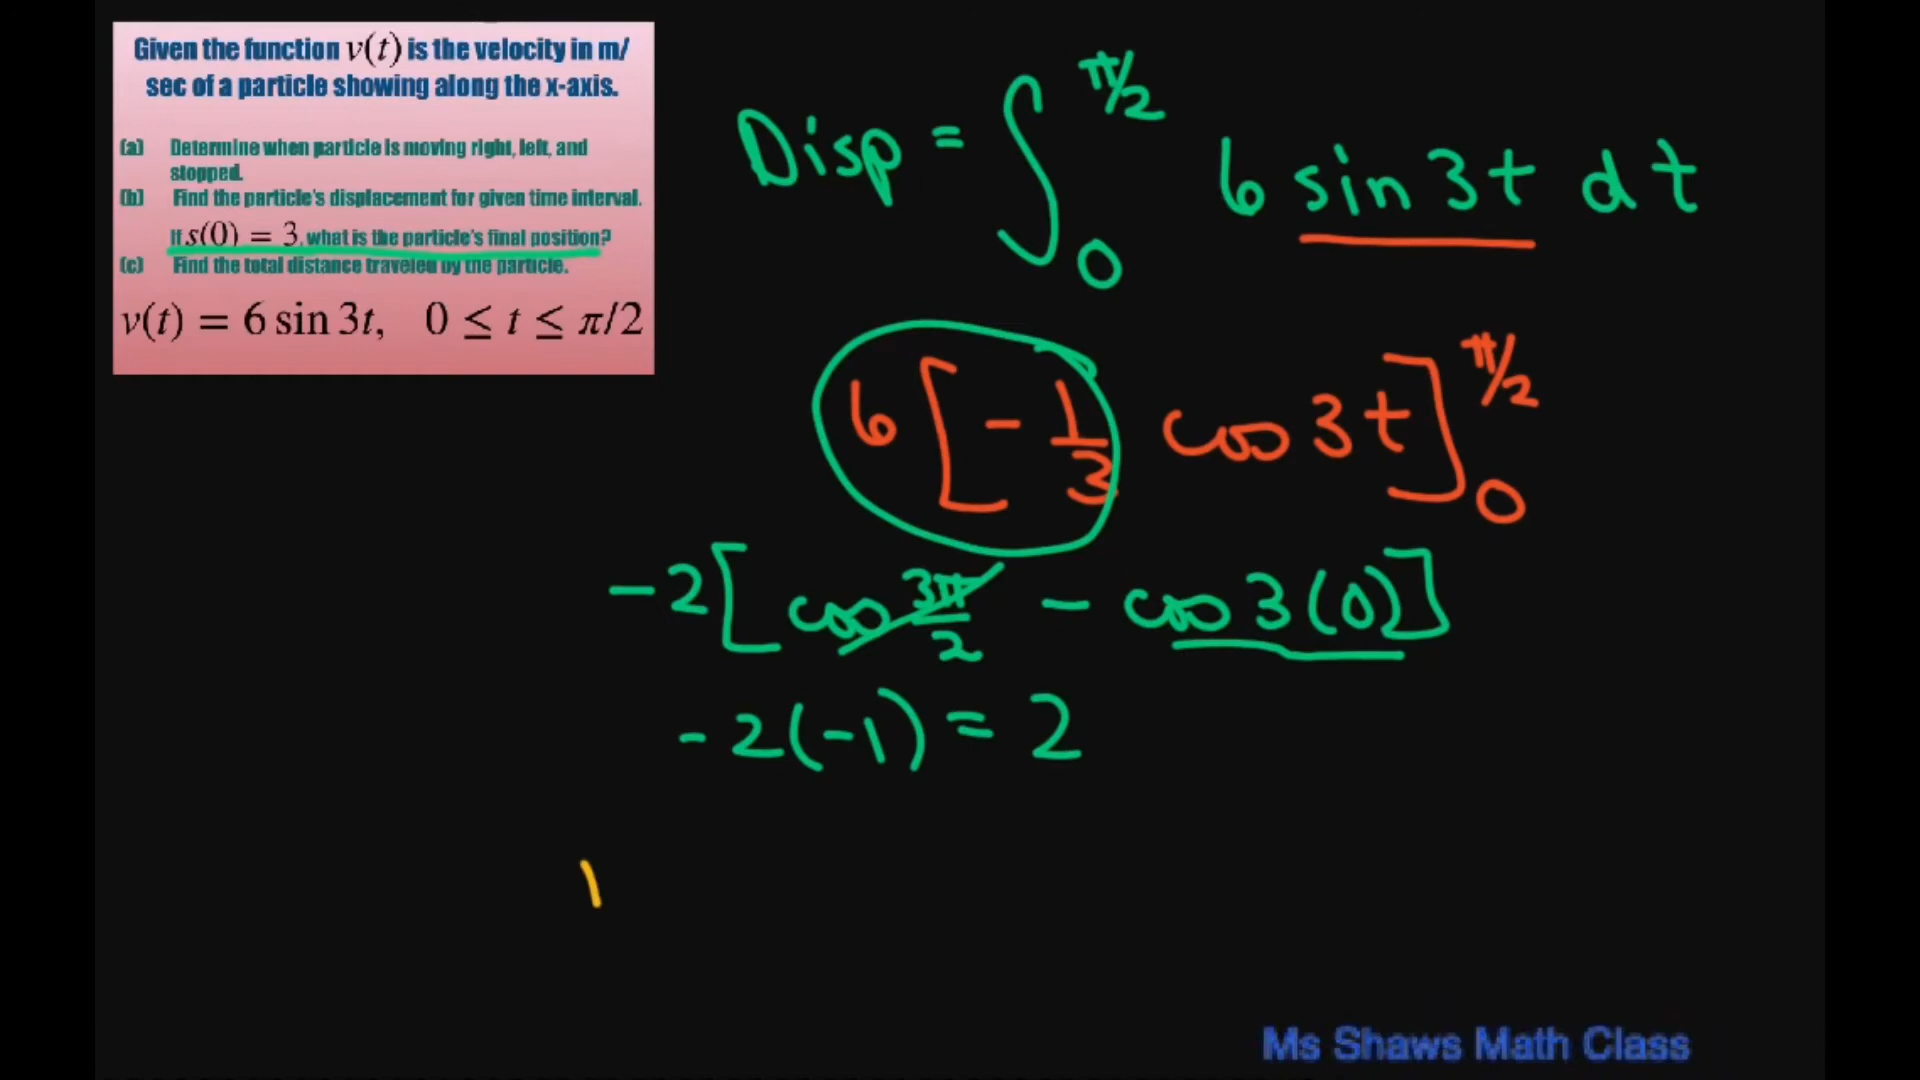 Given the function v(t) is the velocity in m/
sec of a particle showing along the x-axis.
(a) Determine when particle is moving right, left, and
stopped.
(b) Find the particle's displacement for given time interval.
If s(0) = 3, what is the particle's final position?
(c) Find the total distance traveled by the particle.
v(t) = 6 sin 3t, 0 ≤ t ≤ π/2
Disp = ∫₀^π/2 6 sin 3t dt
6[-1/3 cos 3t]₀^π/2
-2[cos 3π/2 - cos 3(0)]
-2(-1) = 2
Ms Shaws Math Class